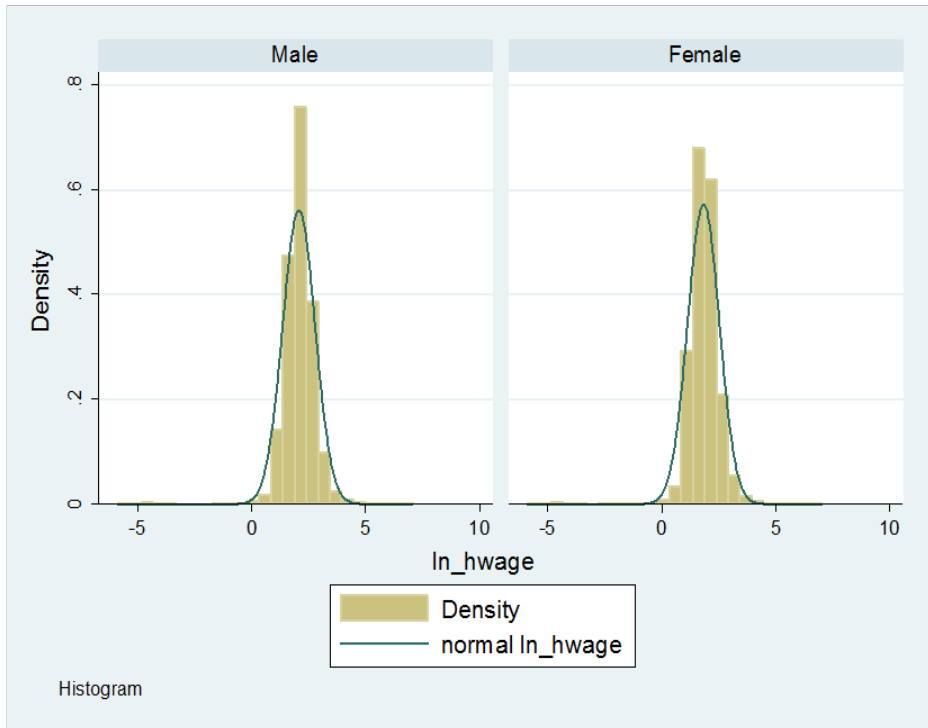 Male
Female
Density
.8
.6
.4
.2
0
-5 0 5 10
-5 0 5 10
ln_hwage
Density
normal ln_hwage
Histogram